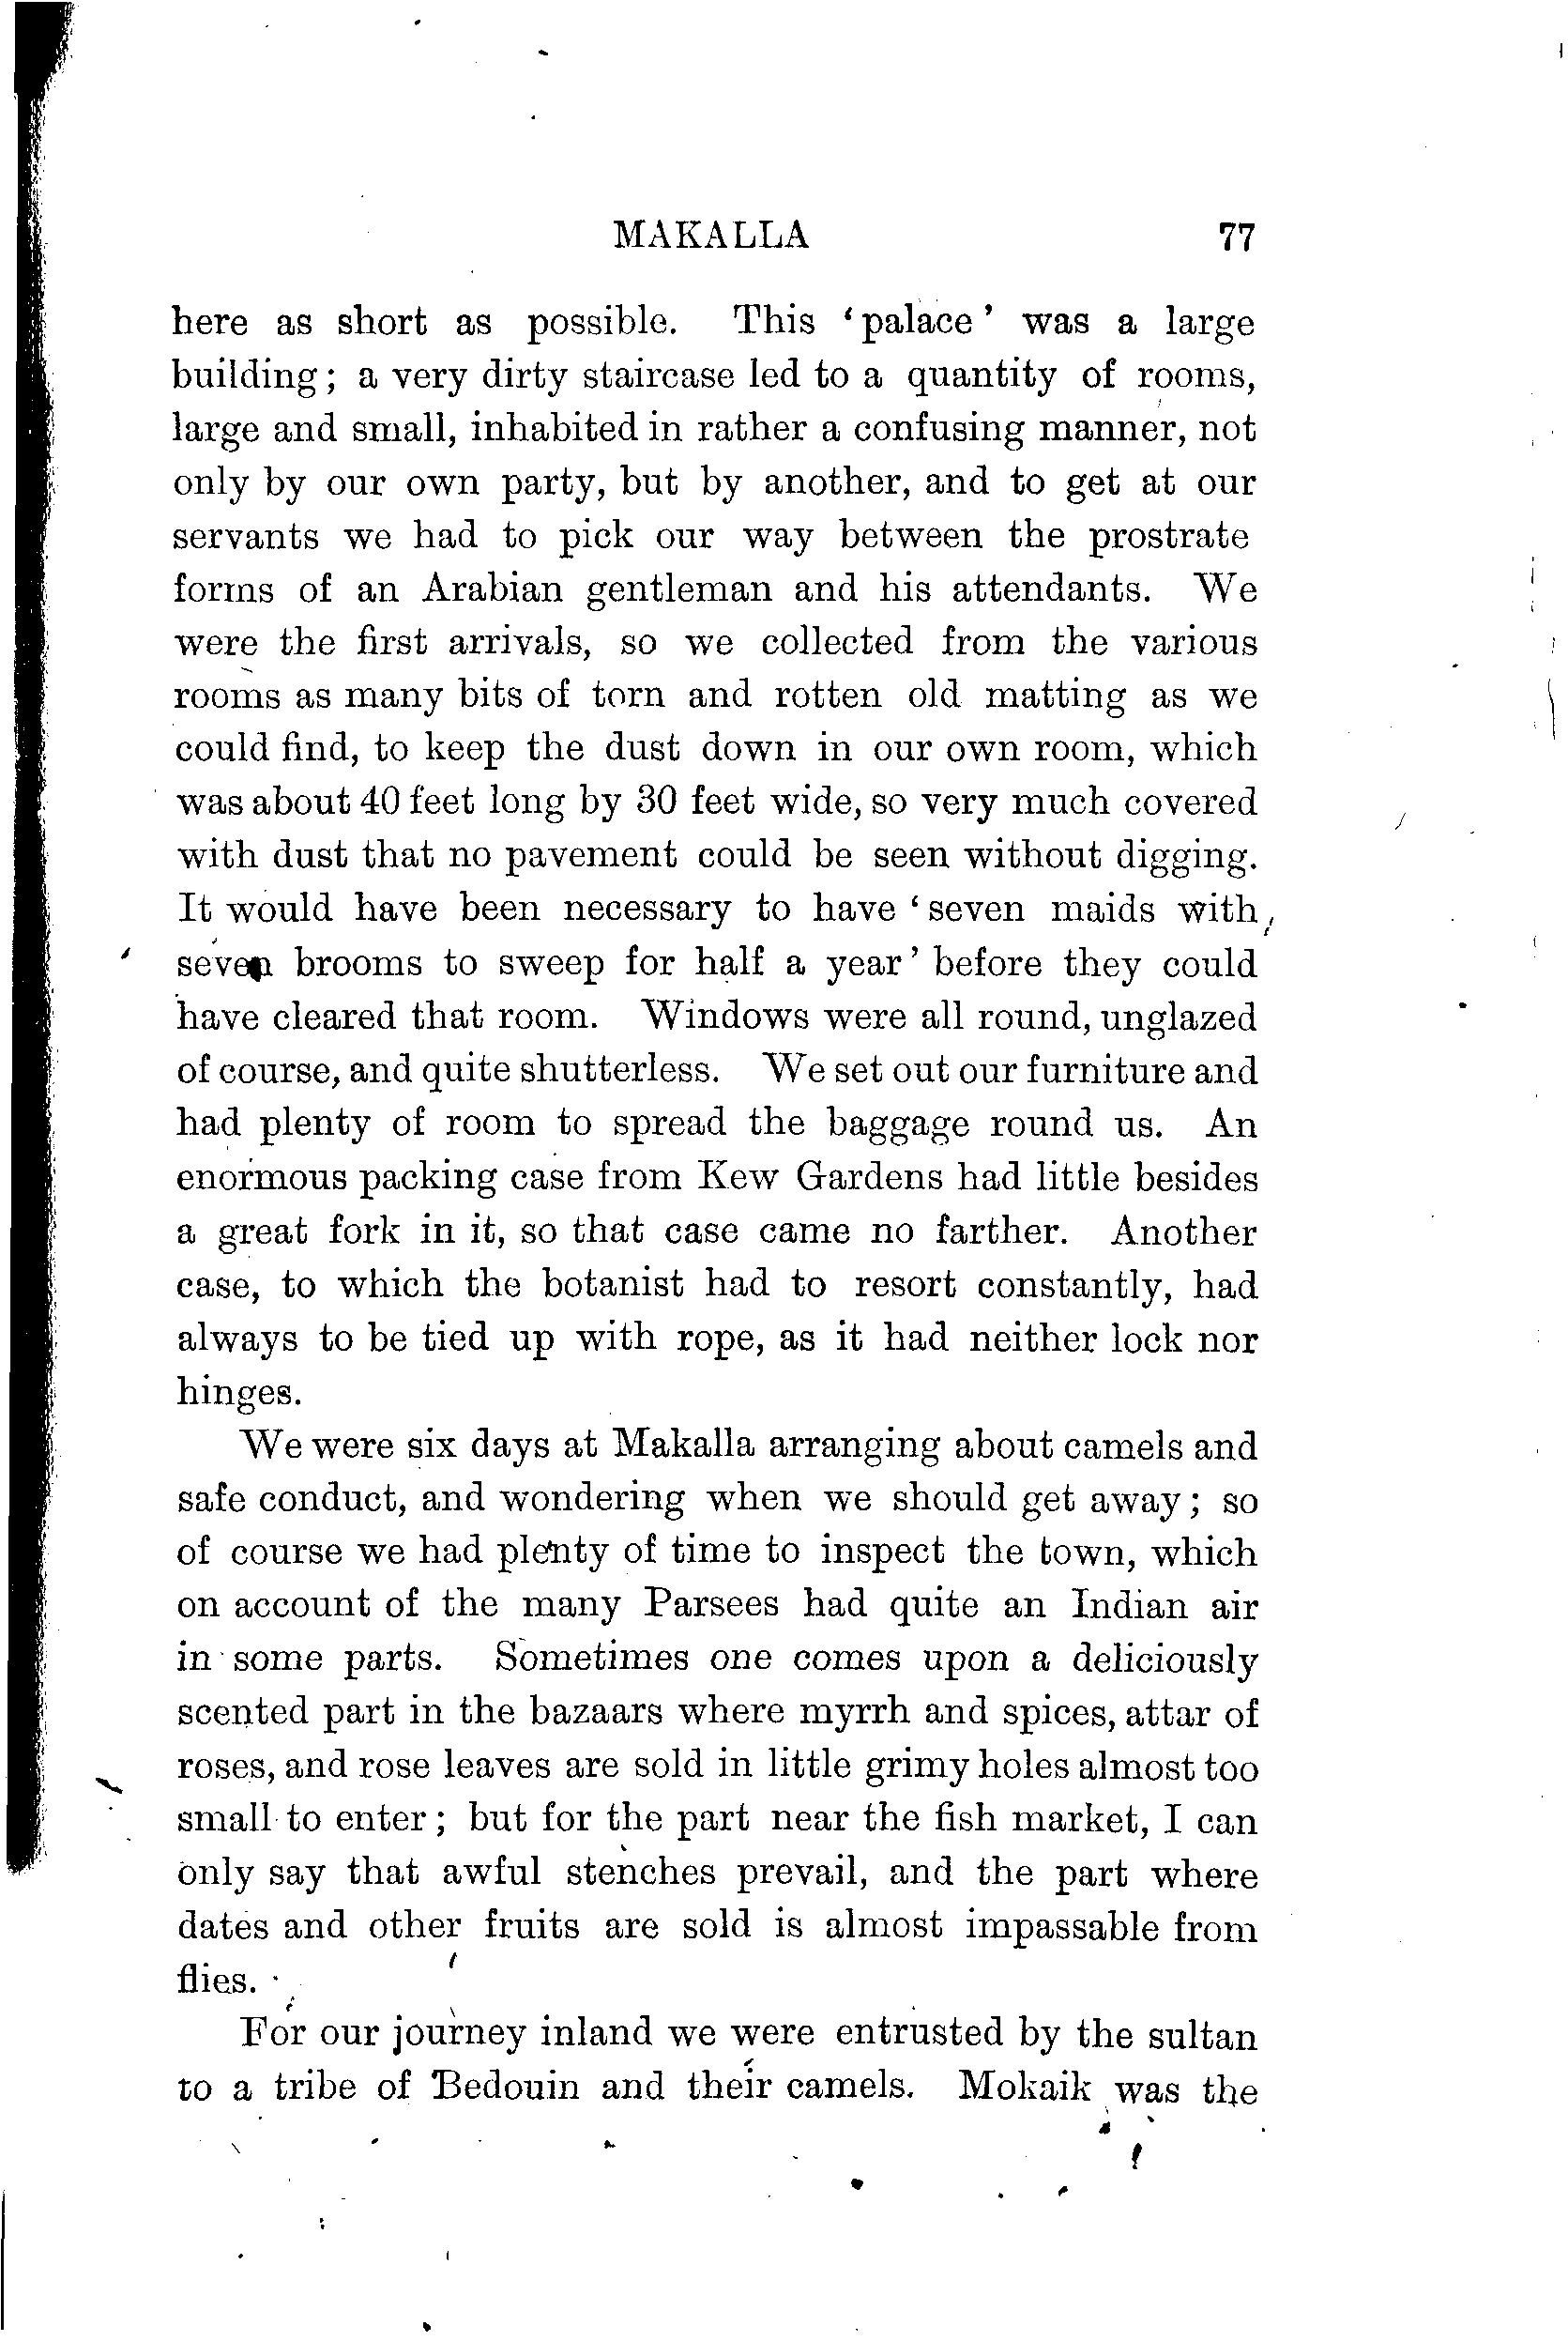 MAKALLA 77
here as short as possible. This ‘palace’ was a large
building; a very dirty staircase led to a quantity of rooms,
large and small, inhabited in rather a confusing manner, not
only by our own party, but by another, and to get at our
servants we had to pick our way between the prostrate
forms of an Arabian gentleman and his attendants. We
were the first arrivals, so we collected from the various
rooms as many bits of torn and rotten old matting as we
could find, to keep the dust down in our own room, which
was about 40 feet long by 30 feet wide, so very much covered
with dust that no pavement could be seen without digging.
It would have been necessary to have ‘seven maids with
seven brooms to sweep for half a year’ before they could
have cleared that room. Windows were all round, unglazed
of course, and quite shutterless. We set out our furniture and
had plenty of room to spread the baggage round us. An
enormous packing case from Kew Gardens had little besides
a great fork in it, so that case came no farther. Another
case, to which the botanist had to resort constantly, had
always to be tied up with rope, as it had neither lock nor
hinges.
We were six days at Makalla arranging about camels and
safe conduct, and wondering when we should get away; so
of course we had plenty of time to inspect the town, which
on account of the many Parsees had quite an Indian air
in some parts. Sometimes one comes upon a deliciously
scented part in the bazaars where myrrh and spices, attar of
roses, and rose leaves are sold in little grimy holes almost too
small to enter; but for the part near the fish market, I can
only say that awful stenches prevail, and the part where
dates and other fruits are sold is almost impassable from
flies.
For our journey inland we were entrusted by the sultan
to a tribe of Bedouin and their camels. Mokaik was the